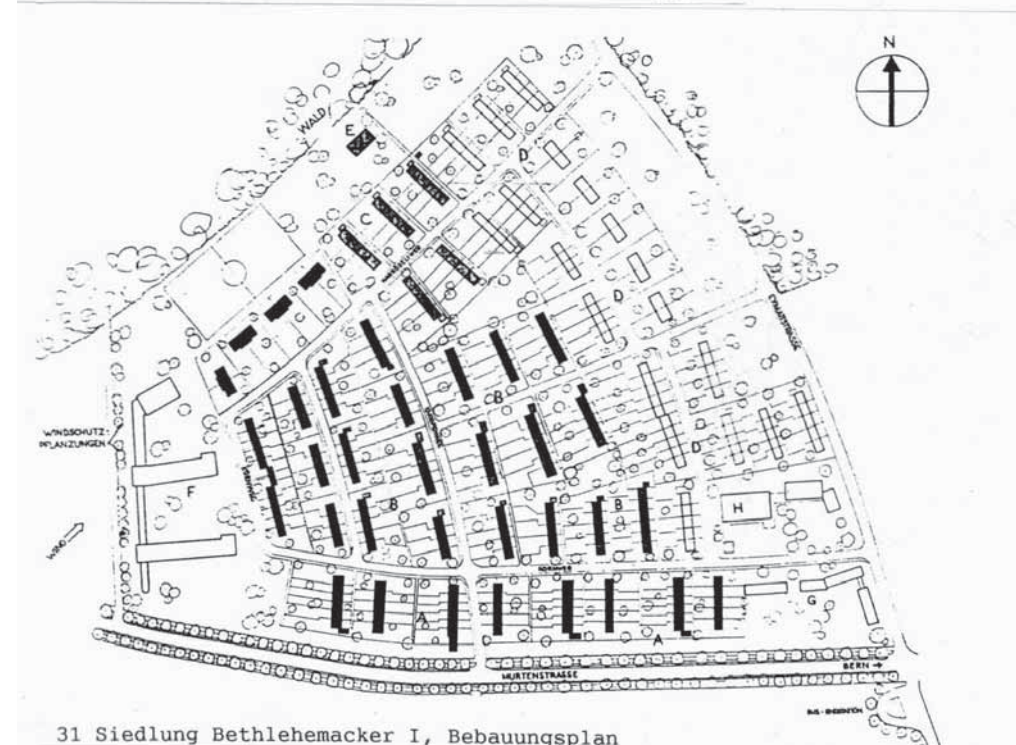 N
WALD
E
D
C
D
B
WINDSCHUTZ-
PFLANZUNGEN
D
F
B
B
H
WIND
A
G
A
BERN →
MURTENSTRASSE
31 Siedlung Bethlehemacker I, Bebauungsplan